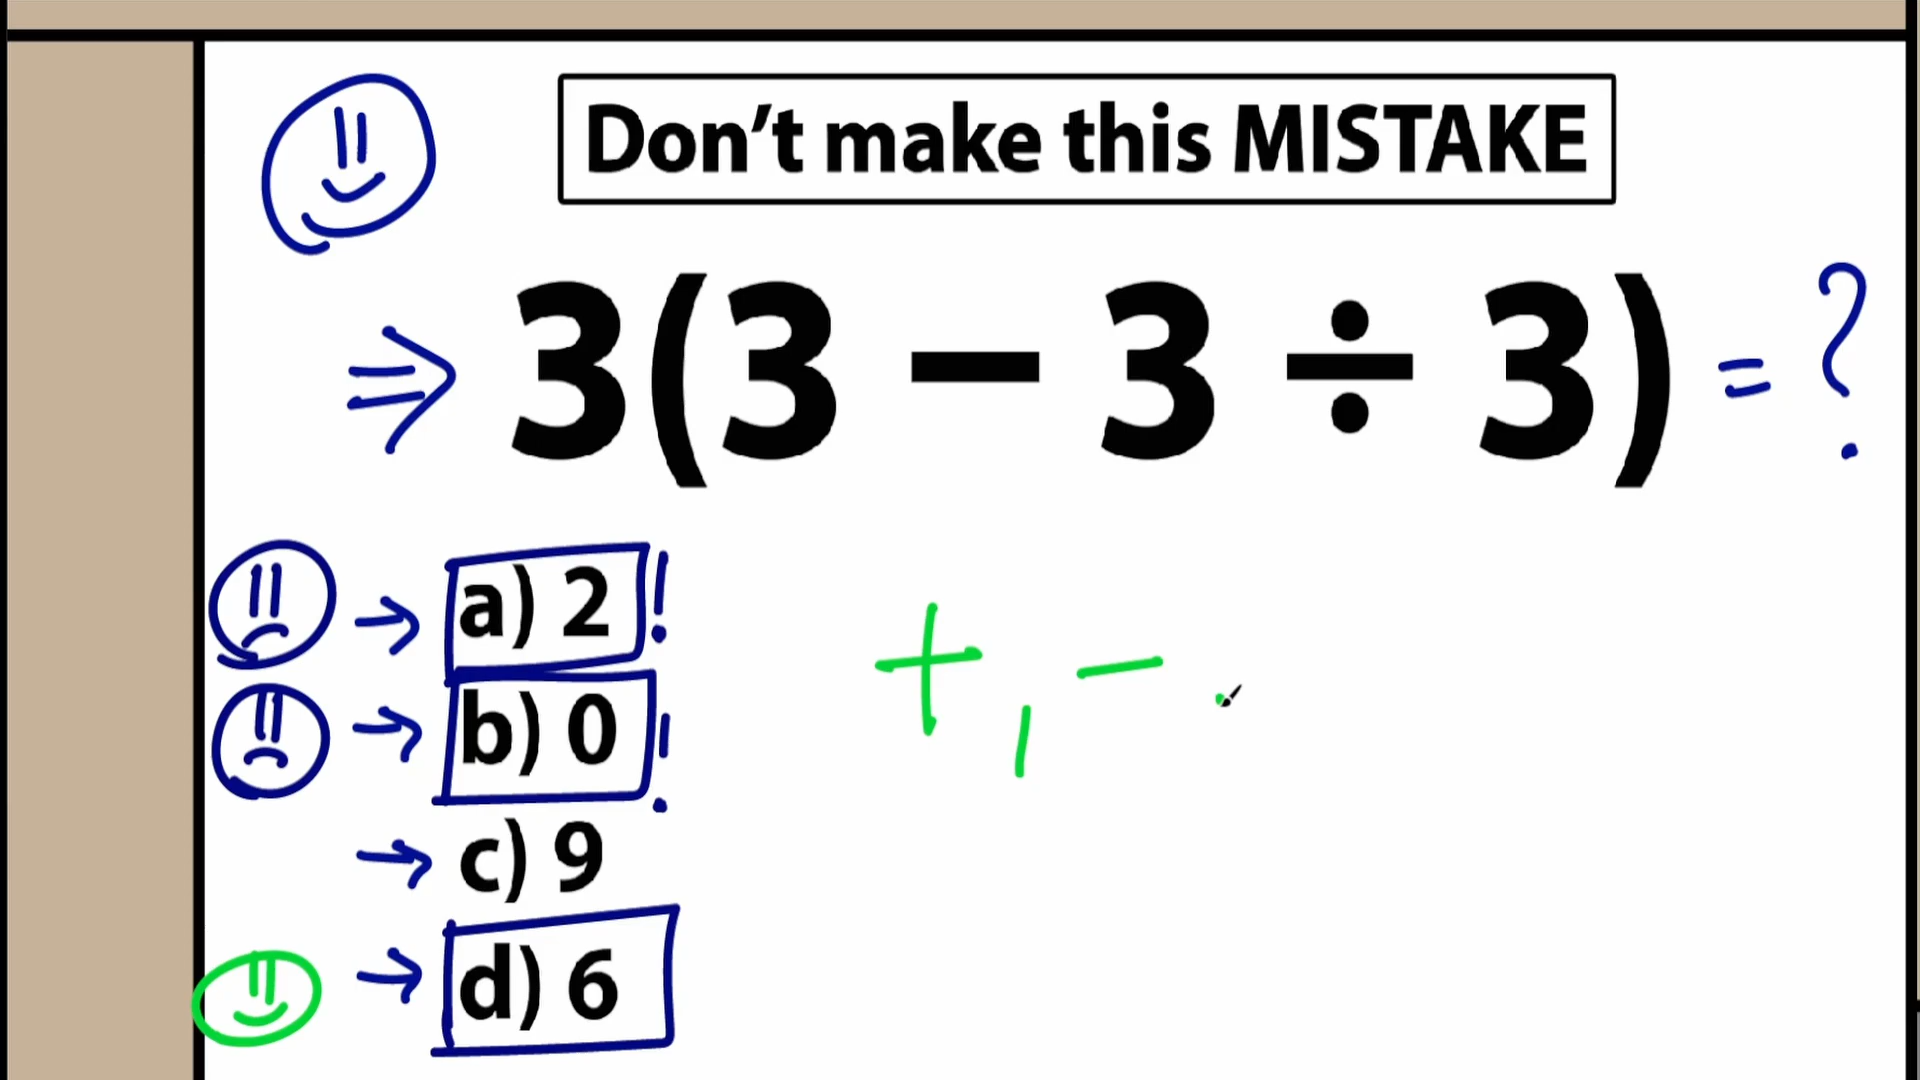 Don’t make this MISTAKE
⇒ 3(3 − 3 ÷ 3) = ?
→ a) 2 !
→ b) 0 !
→ c) 9
→ d) 6
+, −